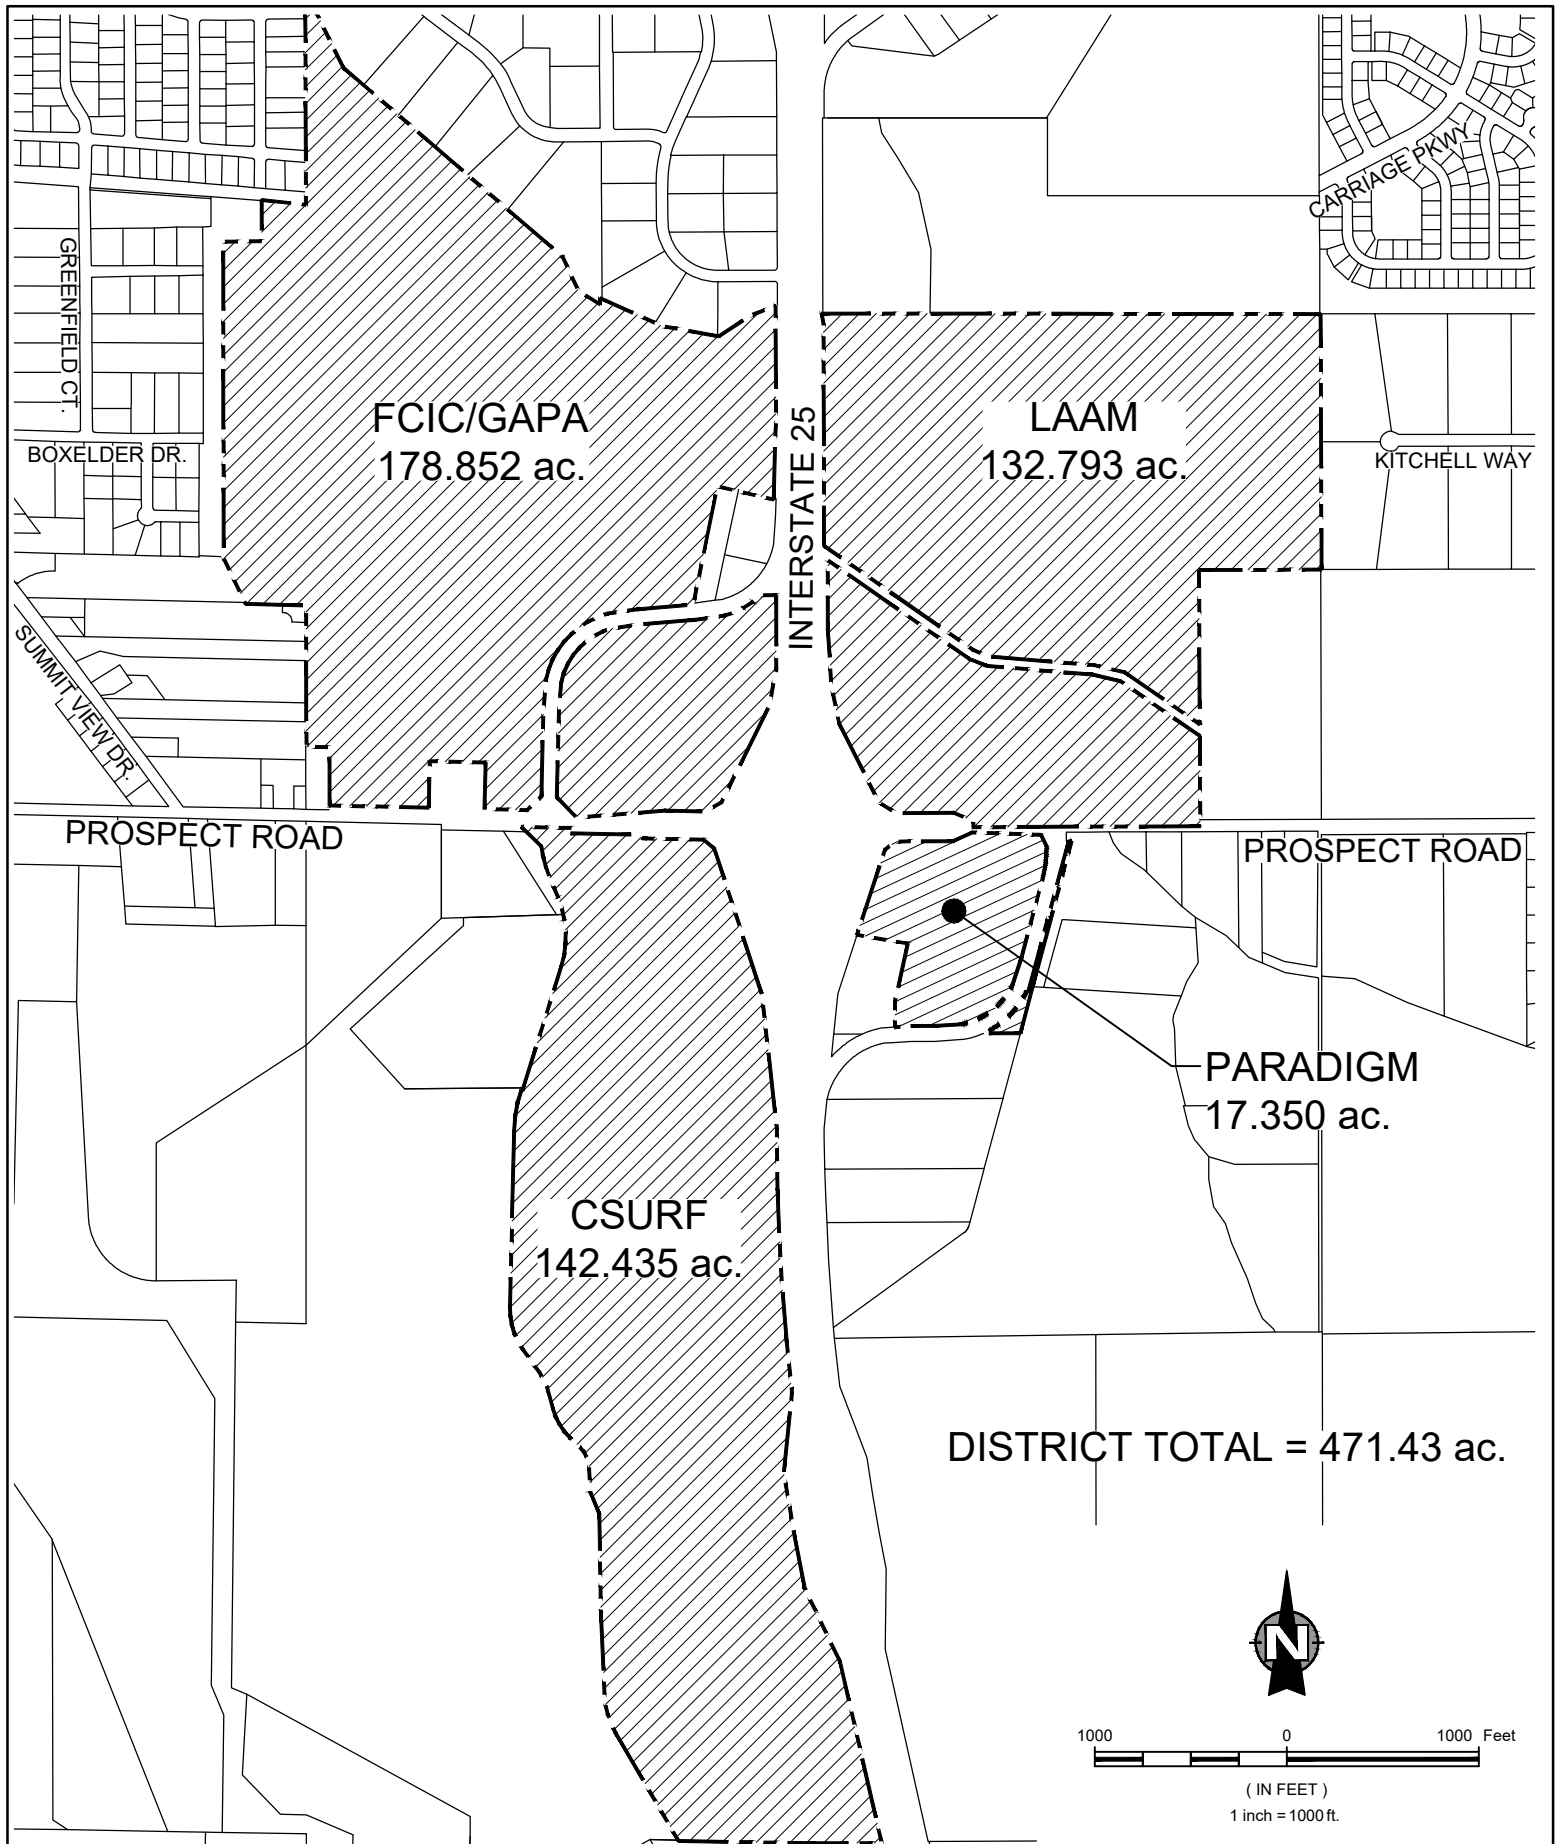 CARRIAGE PKWY
GREENFIELD CT.
FCIC/GAPA
178.852 ac.
INTERSTATE 25
LAAM
132.793 ac.
BOXELDER DR.
KITCHELL WAY
SUMMIT VIEW DR.
PROSPECT ROAD
PROSPECT ROAD
PARADIGM
17.350 ac.
CSURF
142.435 ac.
DISTRICT TOTAL = 471.43 ac.
N
1000 0 1000 Feet
( IN FEET )
1 inch = 1000 ft.